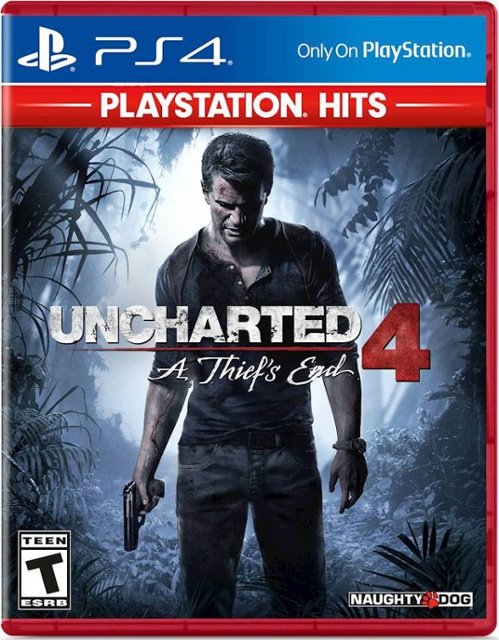 PS4
Only On PlayStation®
PLAYSTATION® HITS
UNCHARTED 4
A Thief's End
TEEN
T
ESRB
NAUGHTY DOG